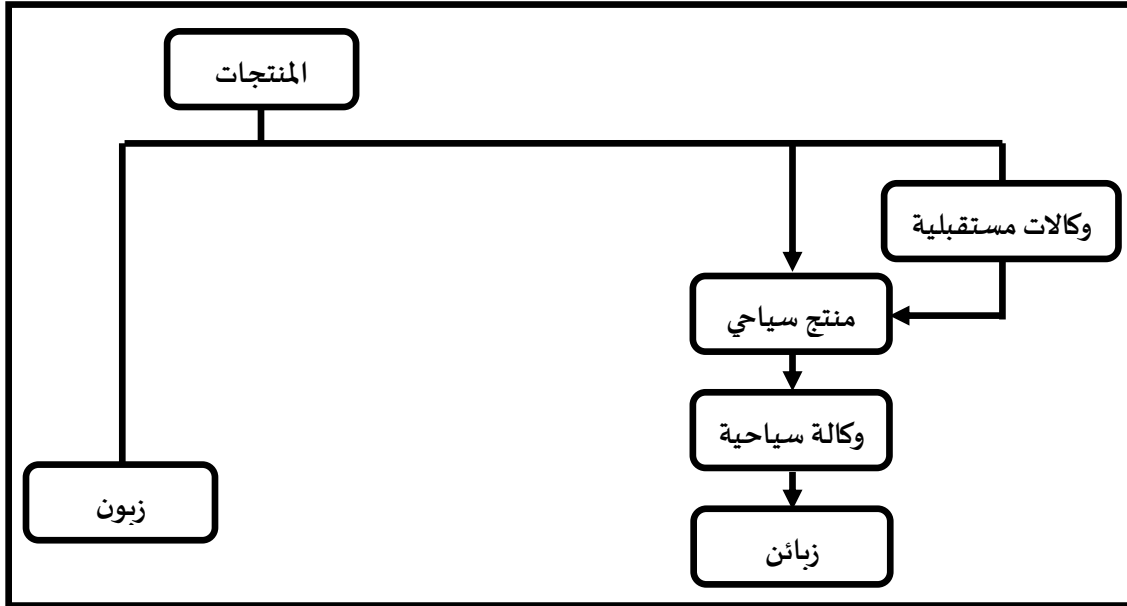 المنتجات
وكالات مستقبلية
منتج سياحي
وكالة سياحية
زبون
زبائن